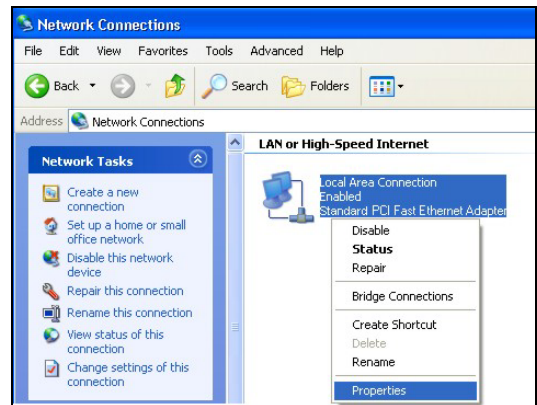 Network Connections
File Edit View Favorites Tools Advanced Help
Back Search Folders
Address Network Connections
Network Tasks
Create a new
connection
Set up a home or small
office network
Disable this network
device
Repair this connection
Rename this connection
View status of this
connection
Change settings of this
connection
LAN or High-Speed Internet
Local Area Connection
Enabled
Standard PCI Fast Ethernet Adapter
Disable
Status
Repair
Bridge Connections
Create Shortcut
Delete
Rename
Properties